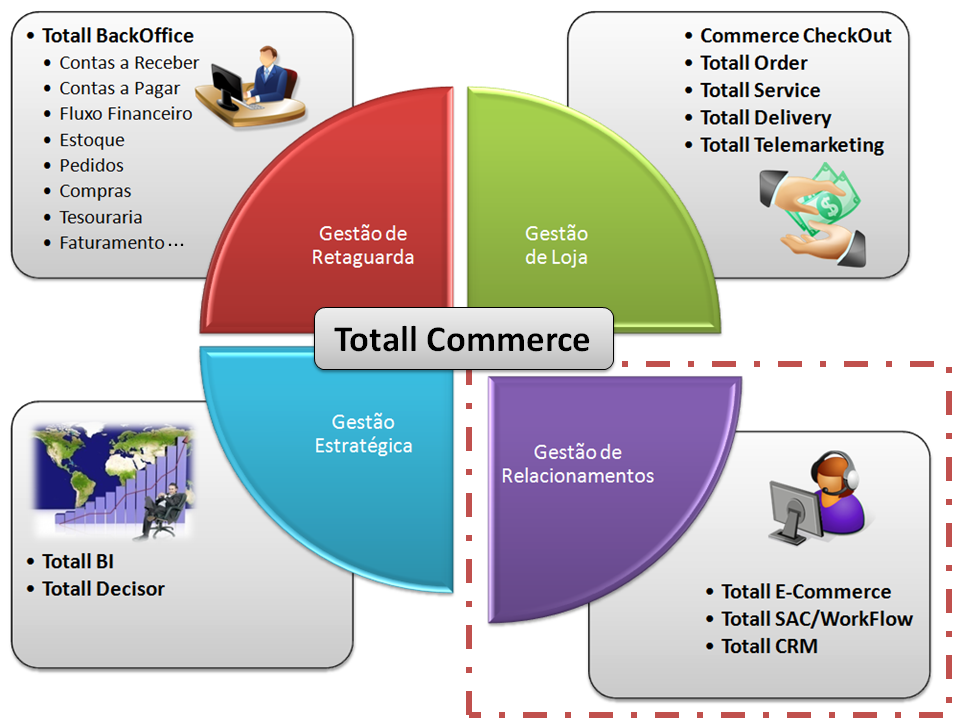 • Totall BackOffice
• Contas a Receber
• Contas a Pagar
• Fluxo Financeiro
• Estoque
• Pedidos
• Compras
• Tesouraria
• Faturamento ...
• Commerce CheckOut
• Totall Order
• Totall Service
• Totall Delivery
• Totall Telemarketing
Gestão de
Retaguarda
Gestão
de Loja
Totall Commerce
Gestão
Estratégica
Gestão de
Relacionamentos
• Totall BI
• Totall Decisor
• Totall E-Commerce
• Totall SAC/WorkFlow
• Totall CRM